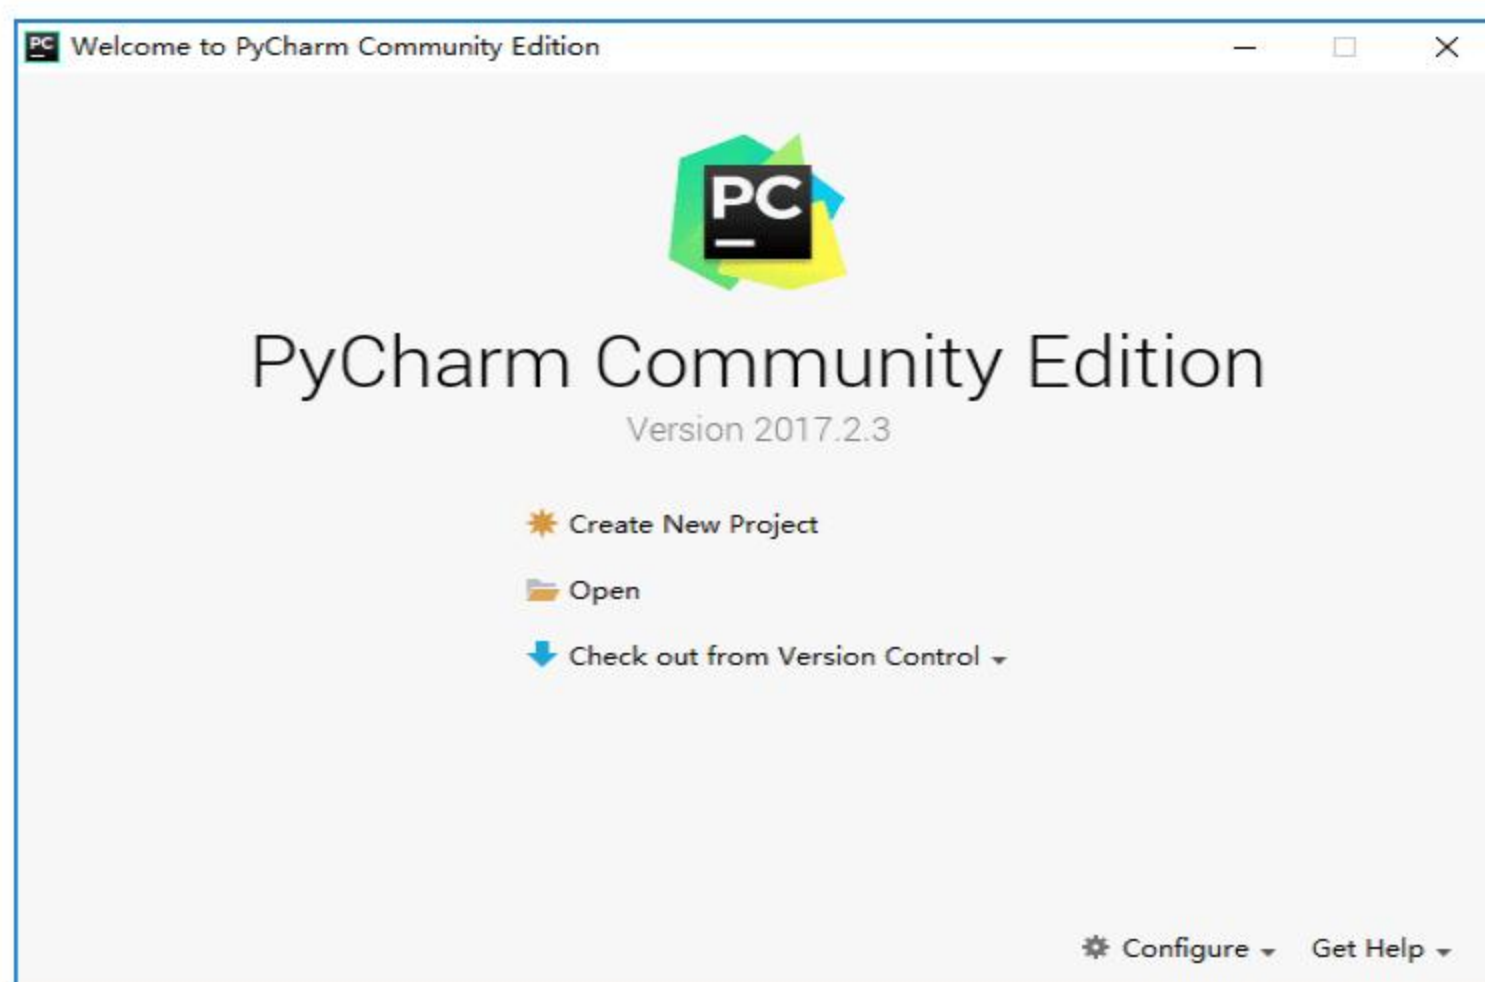 PC Welcome to PyCharm Community Edition
PC
PyCharm Community Edition
Version 2017.2.3
Create New Project
Open
Check out from Version Control
Configure Get Help